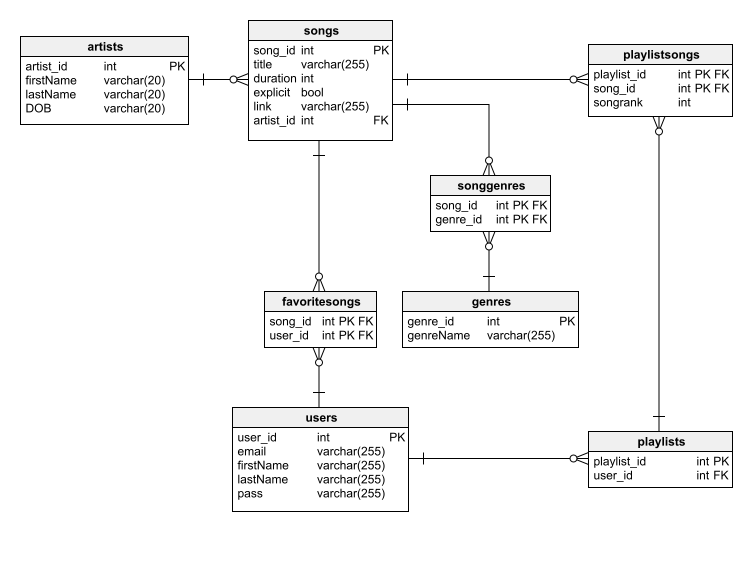 artists
artist_id int PK
firstName varchar(20)
lastName varchar(20)
DOB varchar(20)
songs
song_id int PK
title varchar(255)
duration int
explicit bool
link varchar(255)
artist_id int FK
playlistsongs
playlist_id int PK FK
song_id int PK FK
songrank int
songgenres
song_id int PK FK
genre_id int PK FK
favoritesongs
song_id int PK FK
user_id int PK FK
genres
genre_id int PK
genreName varchar(255)
users
user_id int PK
email varchar(255)
firstName varchar(255)
lastName varchar(255)
pass varchar(255)
playlists
playlist_id int PK
user_id int FK